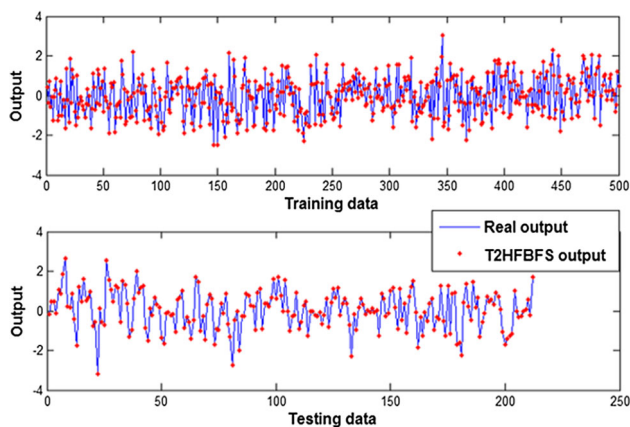 4
2
0
-2
-4
Output
0 50 100 150 200 250 300 350 400 450 500
Training data
4
2
0
-2
-4
Output
Real output
T2HFBFS output
0 50 100 150 200 250
Testing data